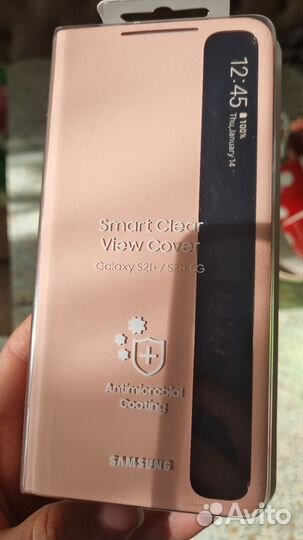 12:45
100%
Thu,January 14
Smart Clear
View Cover
Galaxy S21+ / S21+ 5G
Antimicrobial
Coating
SAMSUNG
Avito